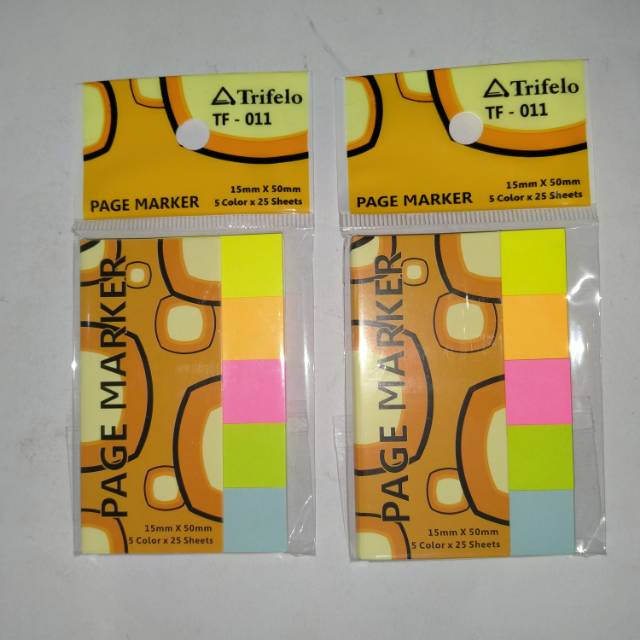 Trifelo
TF - 011
15mm X 50mm
PAGE MARKER 5 Color x 25 Sheets
PAGE MARKER
15mm X 50mm
5 Color x 25 Sheets
Trifelo
TF - 011
15mm X 50mm
PAGE MARKER 5 Color x 25 Sheets
PAGE MARKER
15mm X 50mm
5 Color x 25 Sheets